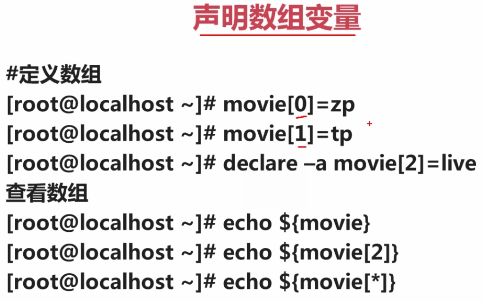 声明数组变量
#定义数组
[root@localhost ~]# movie[0]=zp
[root@localhost ~]# movie[1]=tp
[root@localhost ~]# declare –a movie[2]=live
查看数组
[root@localhost ~]# echo ${movie}
[root@localhost ~]# echo ${movie[2]}
[root@localhost ~]# echo ${movie[*]}